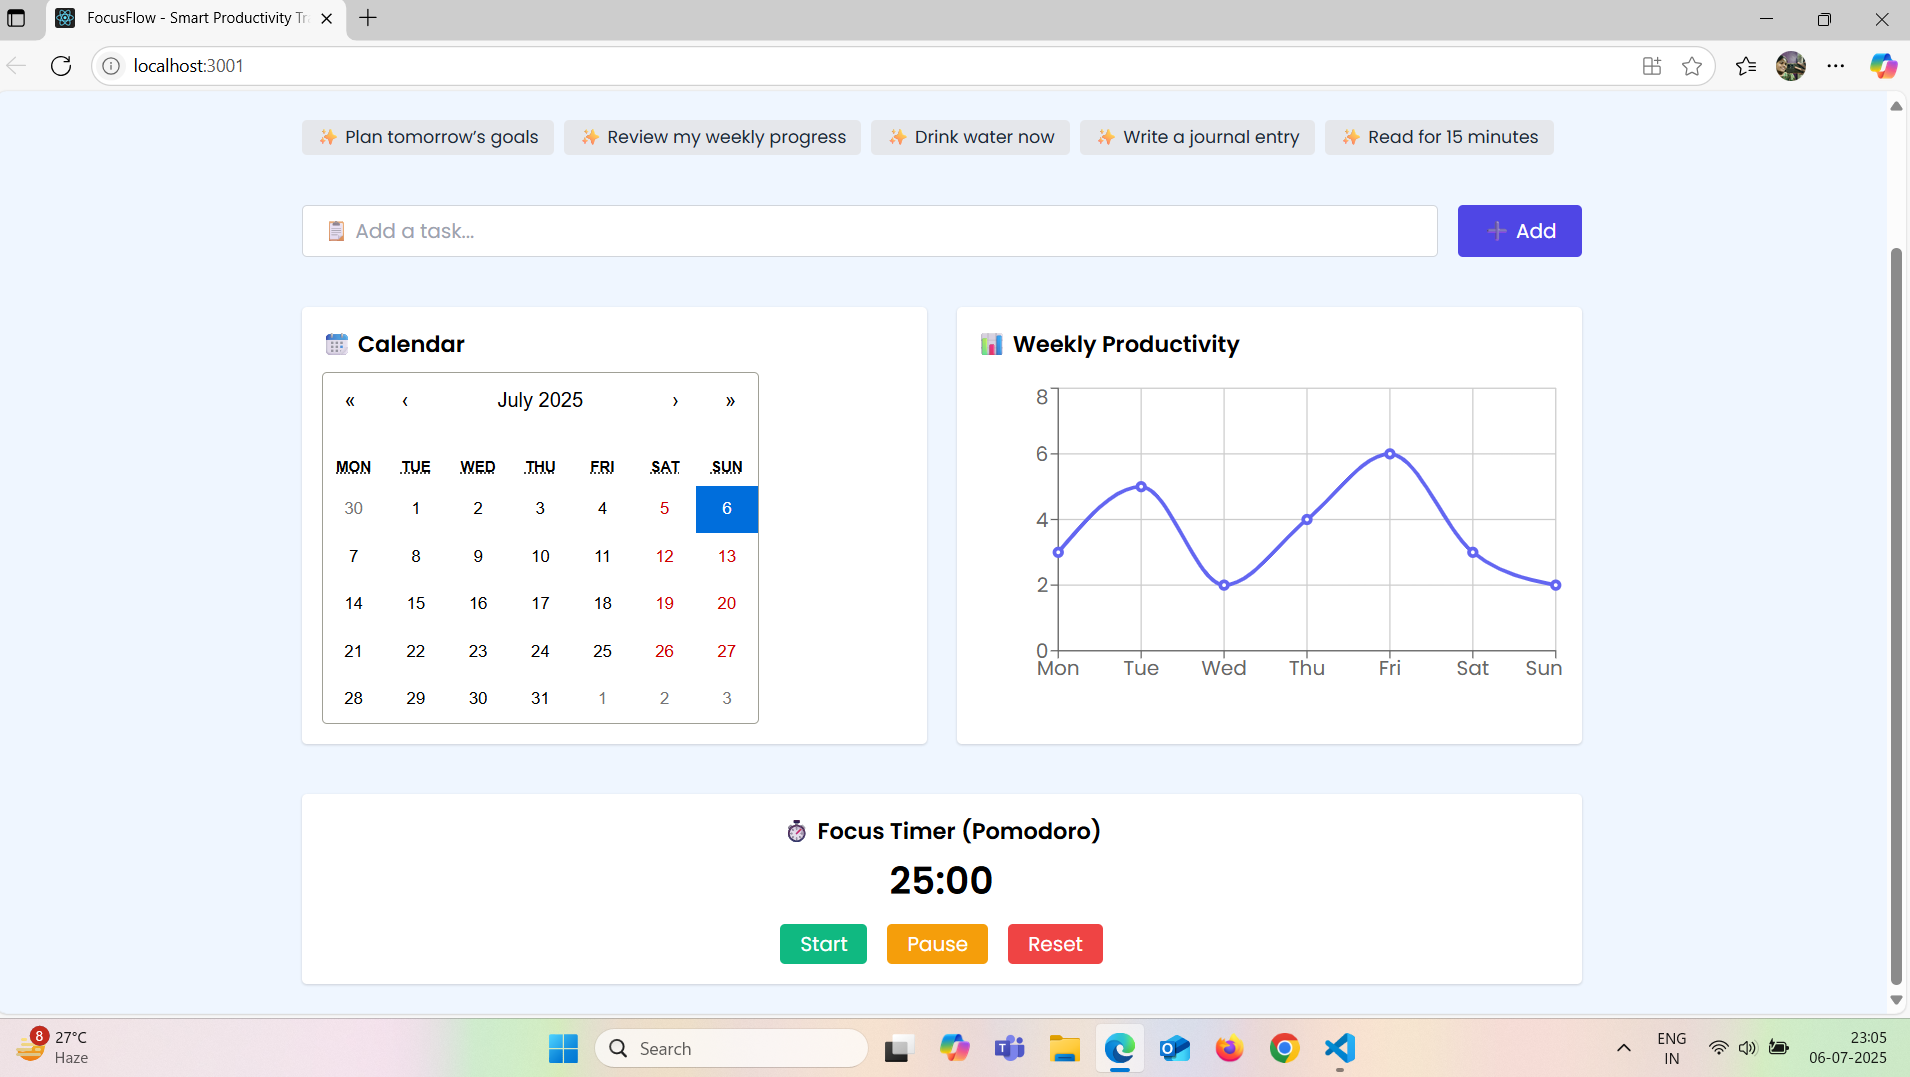 FocusFlow - Smart Productivity Tra
localhost:3001
✨ Plan tomorrow’s goals ✨ Review my weekly progress ✨ Drink water now ✨ Write a journal entry ✨ Read for 15 minutes
📋 Add a task...
➕ Add
📅 Calendar
« ‹ July 2025 › »
MON TUE WED THU FRI SAT SUN
30 1 2 3 4 5 6
7 8 9 10 11 12 13
14 15 16 17 18 19 20
21 22 23 24 25 26 27
28 29 30 31 1 2 3
📊 Weekly Productivity
8
6
4
2
0
Mon Tue Wed Thu Fri Sat Sun
⏱️ Focus Timer (Pomodoro)
25:00
Start Pause Reset
8
27°C
Haze
Search
ENG
IN
23:05
06-07-2025